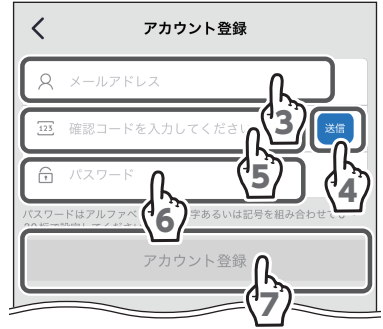 アカウント登録
メールアドレス
3
123 確認コードを入力してくださ
送信
5
4
パスワード
6
パスワードはアルファベ 字あるいは記号を組み合わせて
アカウント登録
7